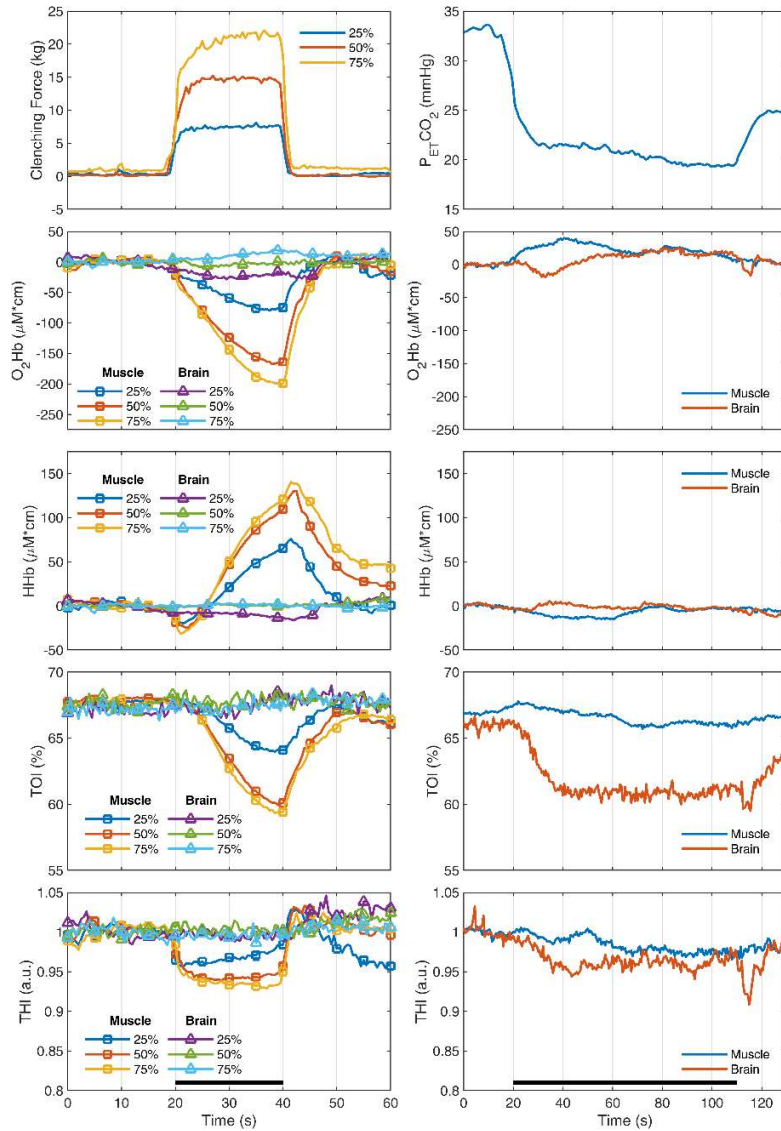 Clenching Force (kg)
35
30
25
20
15
10
5
0
-5
25%
50%
75%
P_ETCO₂ (mmHg)
35
30
25
20
15
O₂Hb (μM*cm)
50
0
-50
-100
-150
-200
-250
Muscle Brain
25% 25%
50% 50%
75% 75%
O₂Hb (μM*cm)
50
0
-50
-100
-150
-200
-250
Muscle
Brain
HHb (μM*cm)
150
100
50
0
-50
Muscle Brain
25% 25%
50% 50%
75% 75%
HHb (μM*cm)
150
100
50
0
-50
Muscle
Brain
TOI (%)
70
65
60
55
Muscle Brain
25% 25%
50% 50%
75% 75%
TOI (%)
70
65
60
55
Muscle
Brain
THI (a.u.)
1.05
1
0.95
0.9
0.85
0.8
Muscle Brain
25% 25%
50% 50%
75% 75%
0 10 20 30 40 50 60
Time (s)
THI (a.u.)
1.05
1
0.95
0.9
0.85
0.8
Muscle
Brain
0 20 40 60 80 100 120
Time (s)